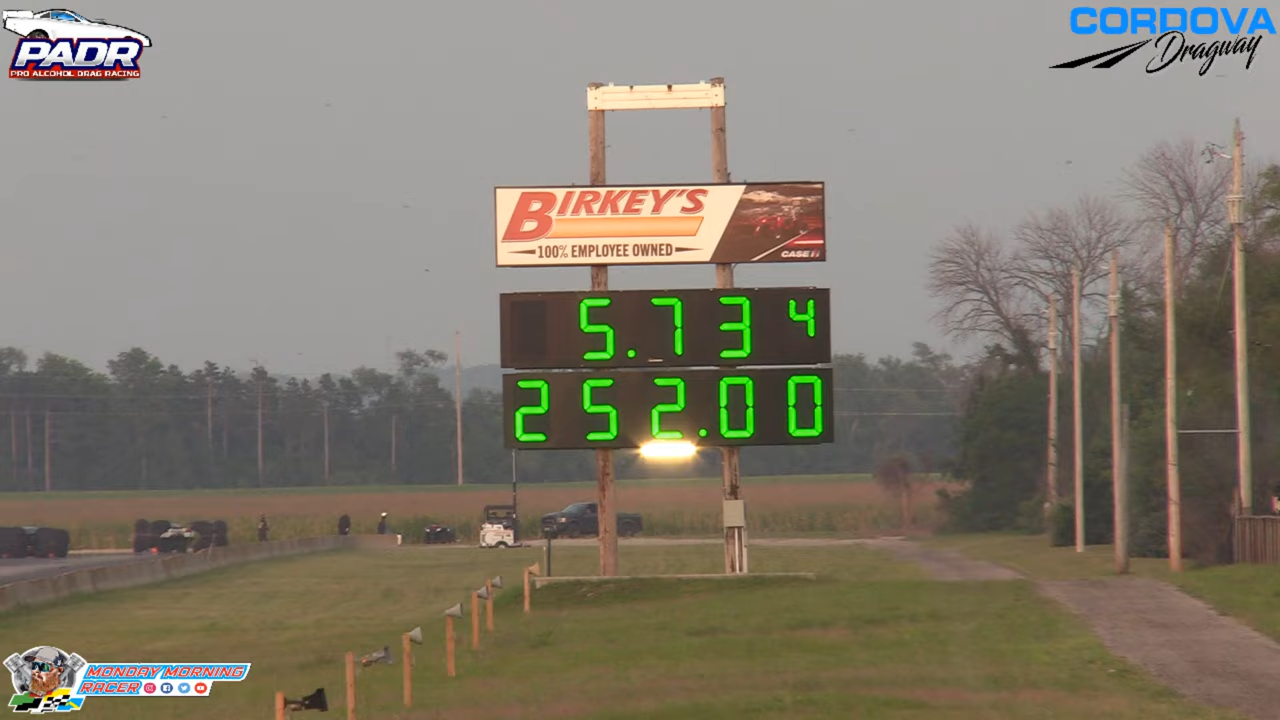 PADR
PRO ALCOHOL DRAG RACING
CORDOVA
Dragway
BIRKEY'S
100% EMPLOYEE OWNED
CASE IH
5.734
252.00
MONDAY MORNING
RACER